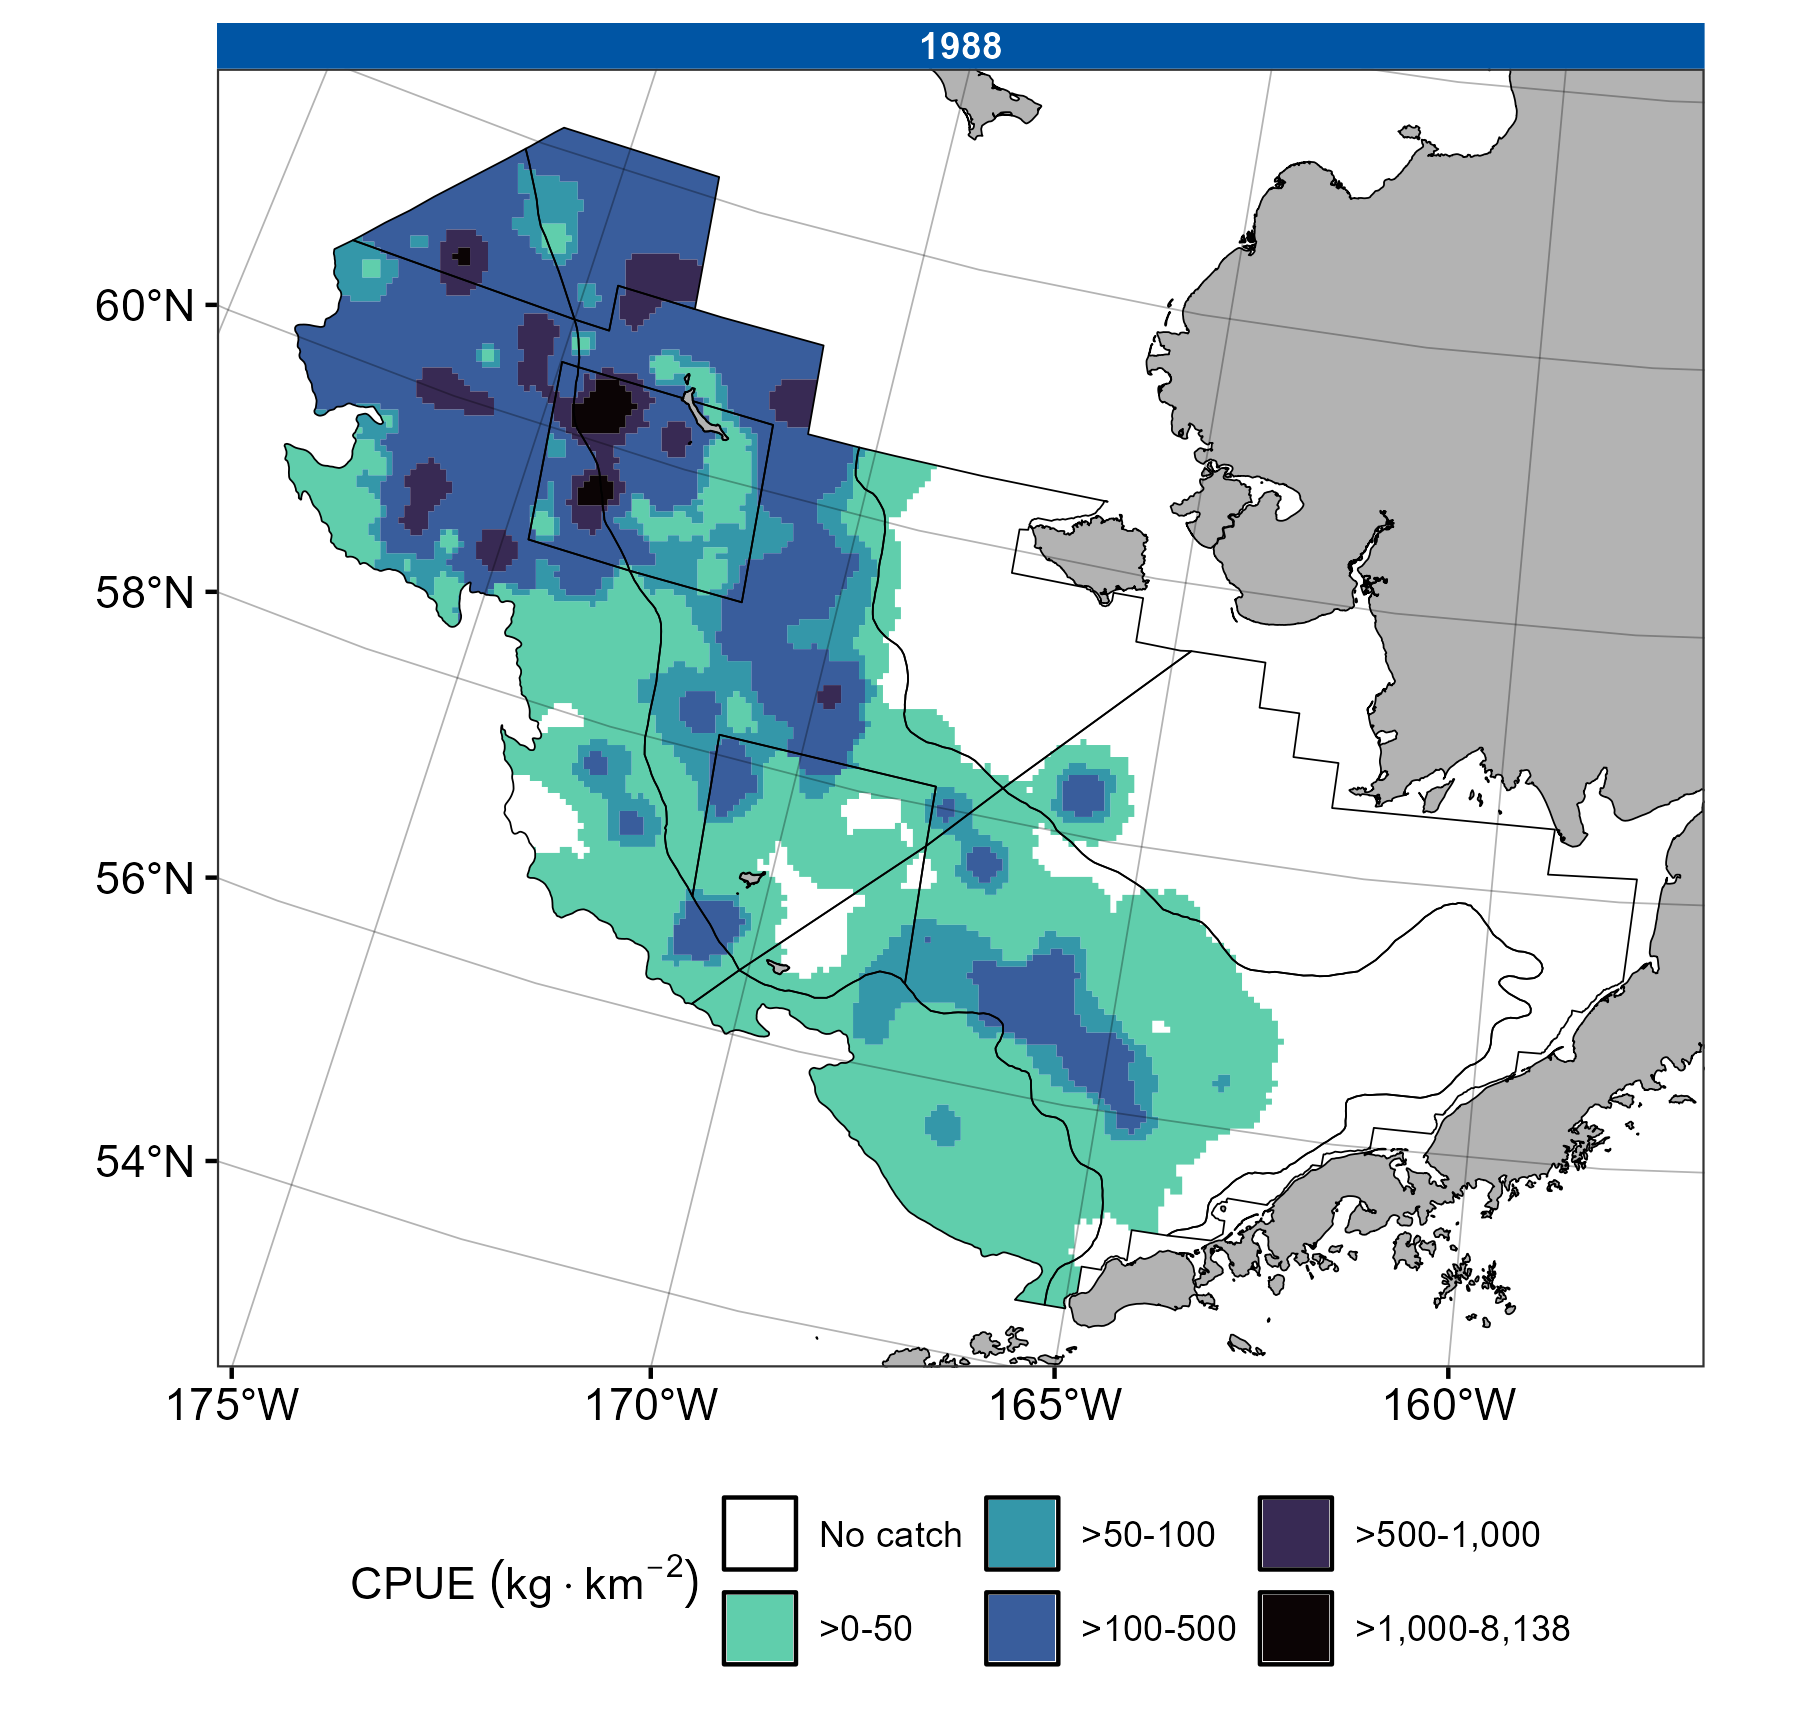 1988
60°N
58°N
56°N
54°N
175°W 170°W 165°W 160°W
CPUE (kg · km⁻²)
No catch >50-100 >500-1,000
>0-50 >100-500 >1,000-8,138